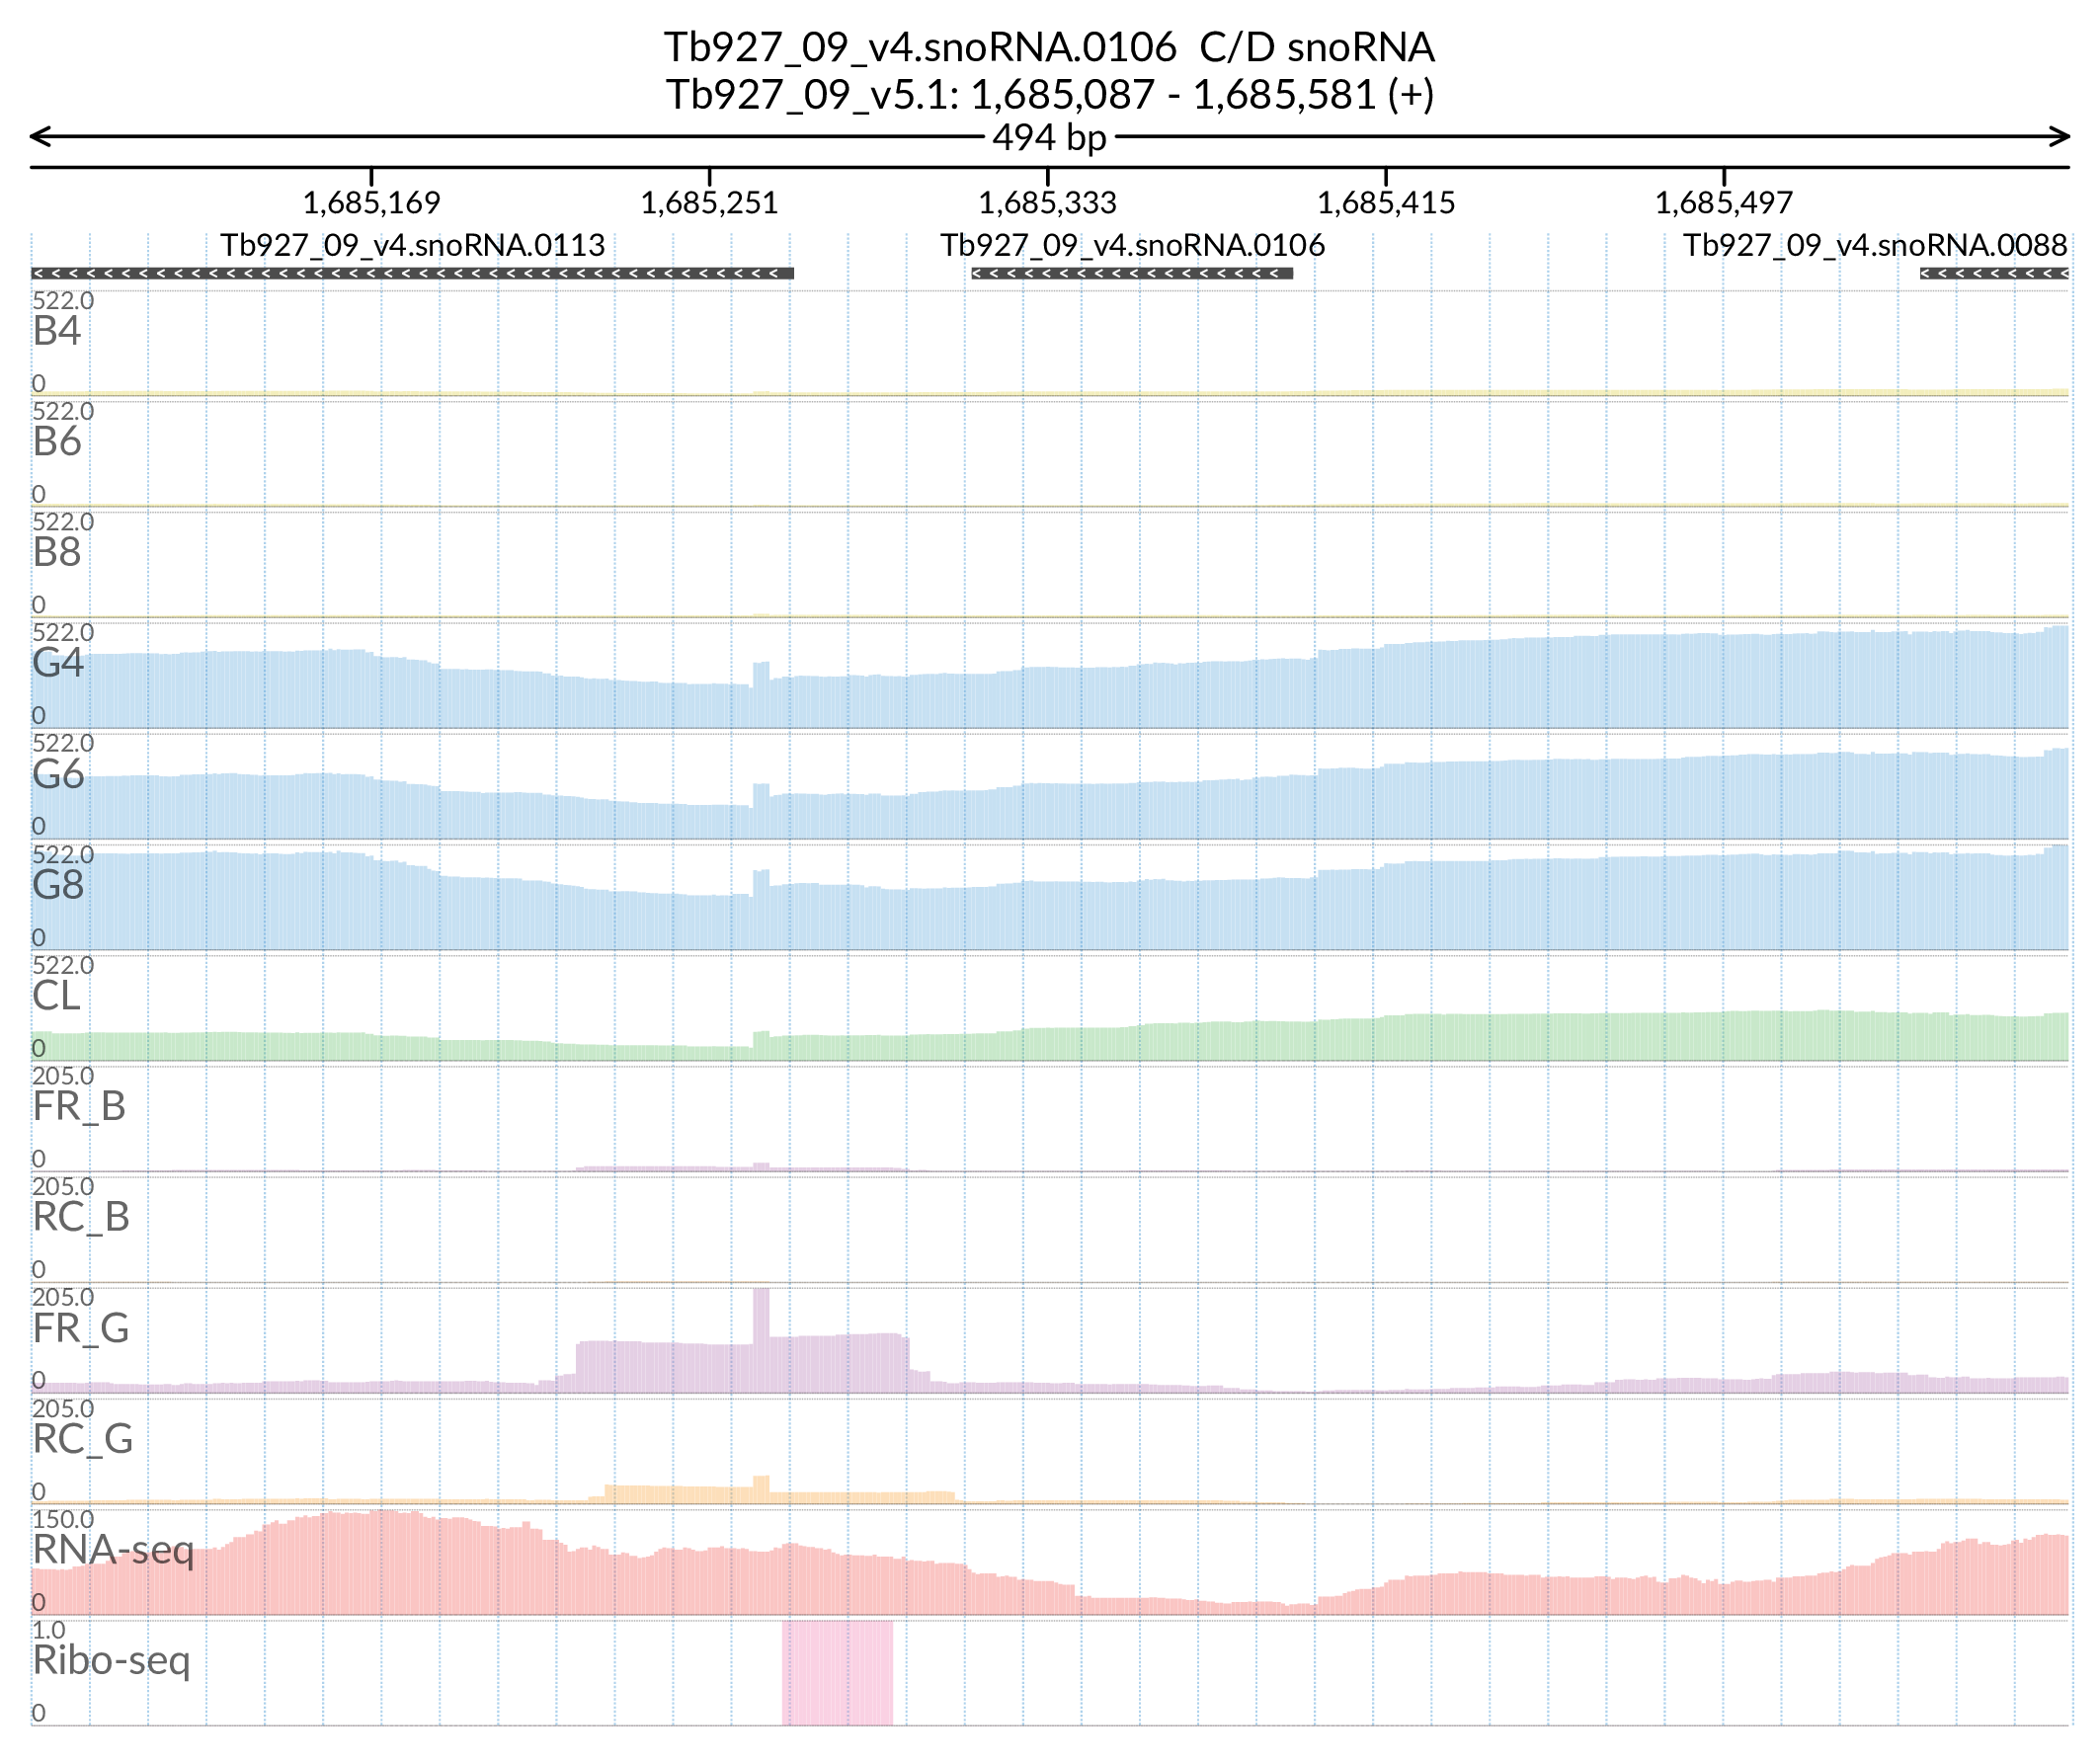 Tb927_09_v4.snoRNA.0106  C/D snoRNA
Tb927_09_v5.1: 1,685,087 - 1,685,581 (+)
494 bp
1,685,169 1,685,251 1,685,333 1,685,415 1,685,497
Tb927_09_v4.snoRNA.0113 Tb927_09_v4.snoRNA.0106 Tb927_09_v4.snoRNA.0088
522.0
B4
0
522.0
B6
0
522.0
B8
0
522.0
G4
0
522.0
G6
0
522.0
G8
0
522.0
CL
0
205.0
FR_B
0
205.0
RC_B
0
205.0
FR_G
0
205.0
RC_G
0
150.0
RNA-seq
0
1.0
Ribo-seq
0